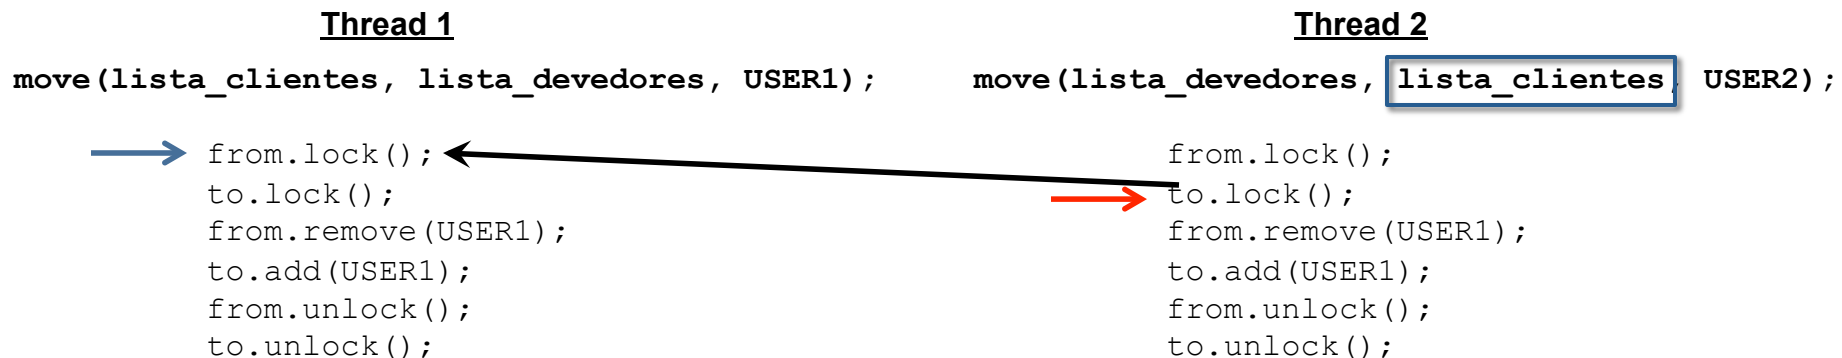 Thread 1
move(lista_clientes, lista_devedores, USER1);
from.lock();
to.lock();
from.remove(USER1);
to.add(USER1);
from.unlock();
to.unlock();
Thread 2
move(lista_devedores, lista_clientes, USER2);
from.lock();
to.lock();
from.remove(USER1);
to.add(USER1);
from.unlock();
to.unlock();